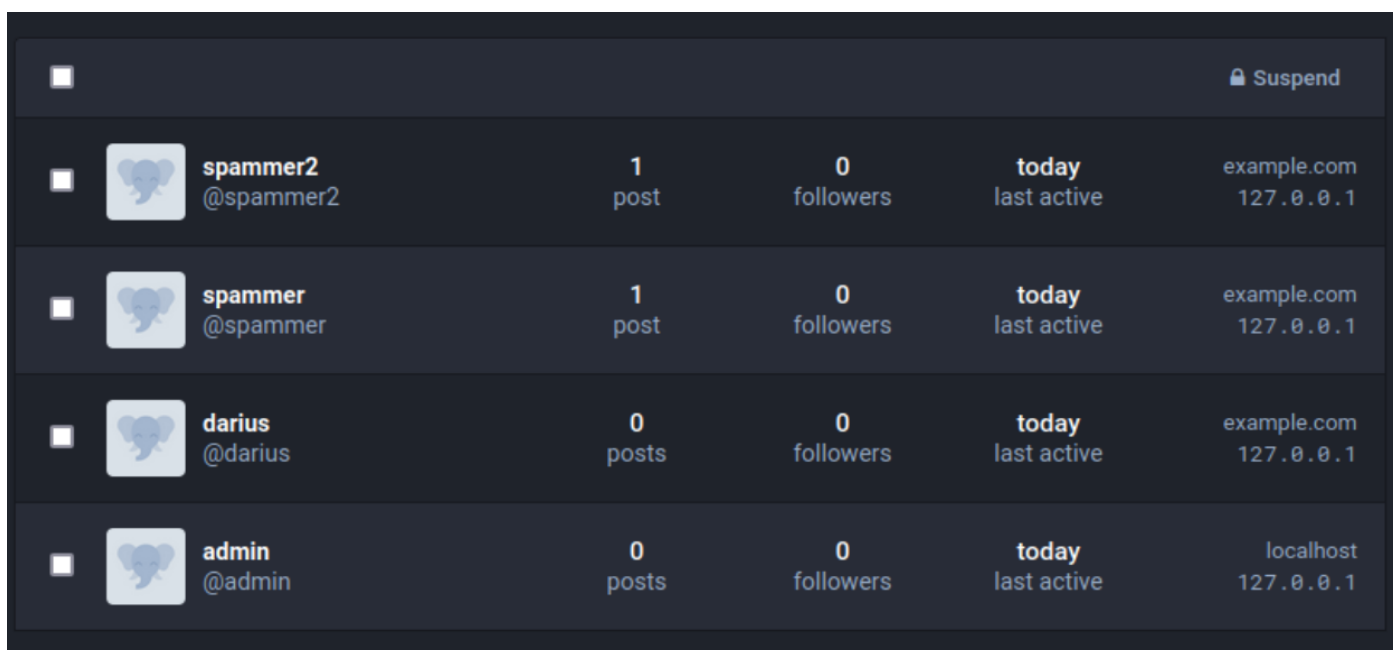 Suspend
spammer2 1 0 today example.com
@spammer2 post followers last active 127.0.0.1
spammer 1 0 today example.com
@spammer post followers last active 127.0.0.1
darius 0 0 today example.com
@darius posts followers last active 127.0.0.1
admin 0 0 today localhost
@admin posts followers last active 127.0.0.1